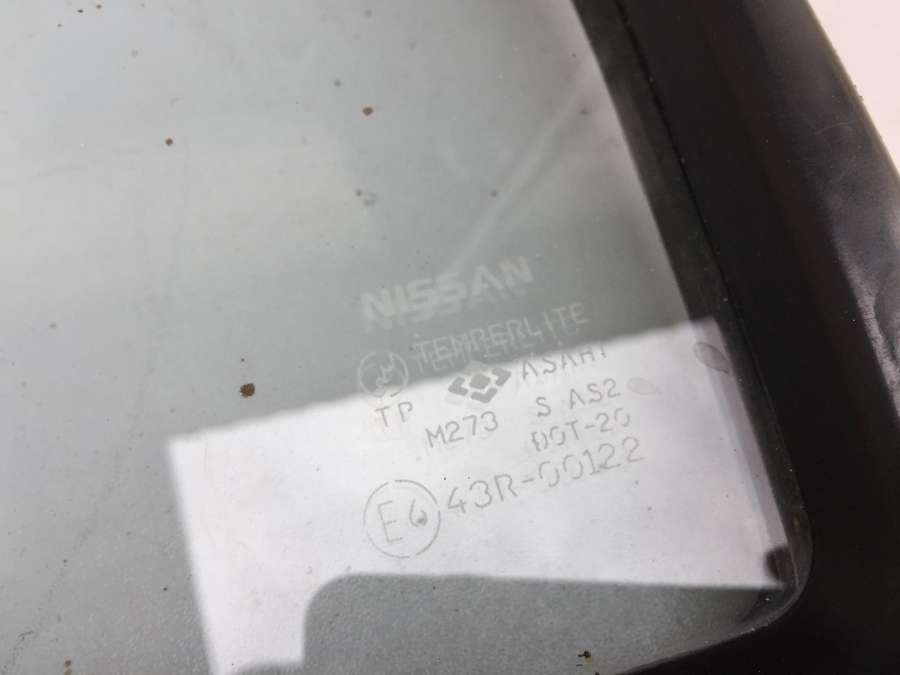 NISSAN
TEMPERLITE
ASAHI
TP
M273 S AS2
DOT-20
E6 43R-00122